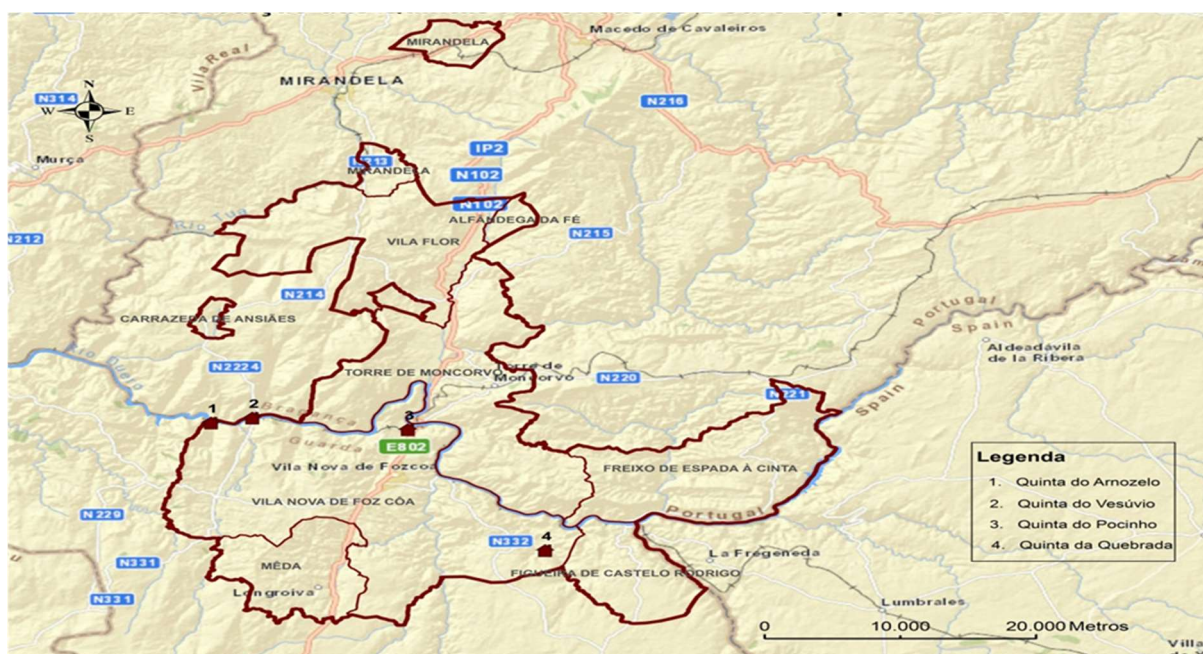 MIRANDELA
Macedo de Cavaleiros
Vila Real
MIRANDELA
N314
N
W E
S
N216
Murça
IP2
MIRANDELA
N102
N102
ALFÂNDEGA DA FÉ
Rio Tua
N212
N215
VILA FLOR
N214
CARRAZEDA DE ANSIÃES
Portugal
Spain
Aldeadávila
de la Ribera
Rio Duero
N2224
TORRE DE MONCORVO
Torre de
Moncorvo
N220
N221
Spain
1
2
Bragança
3
Guarda
E802
Vila Nova de Fozcoa
FREIXO DE ESPADA À CINTA
VILA NOVA DE FOZ CÔA
Portugal
N229
N332
4
La Fregeneda
N331
MÊDA
FIGUEIRA DE CASTELO RODRIGO
N331
Longroiva
Lumbrales
Legenda
1. Quinta do Arnozelo
2. Quinta do Vesúvio
3. Quinta do Pocinho
4. Quinta da Quebrada
0 10.000 20.000 Metros